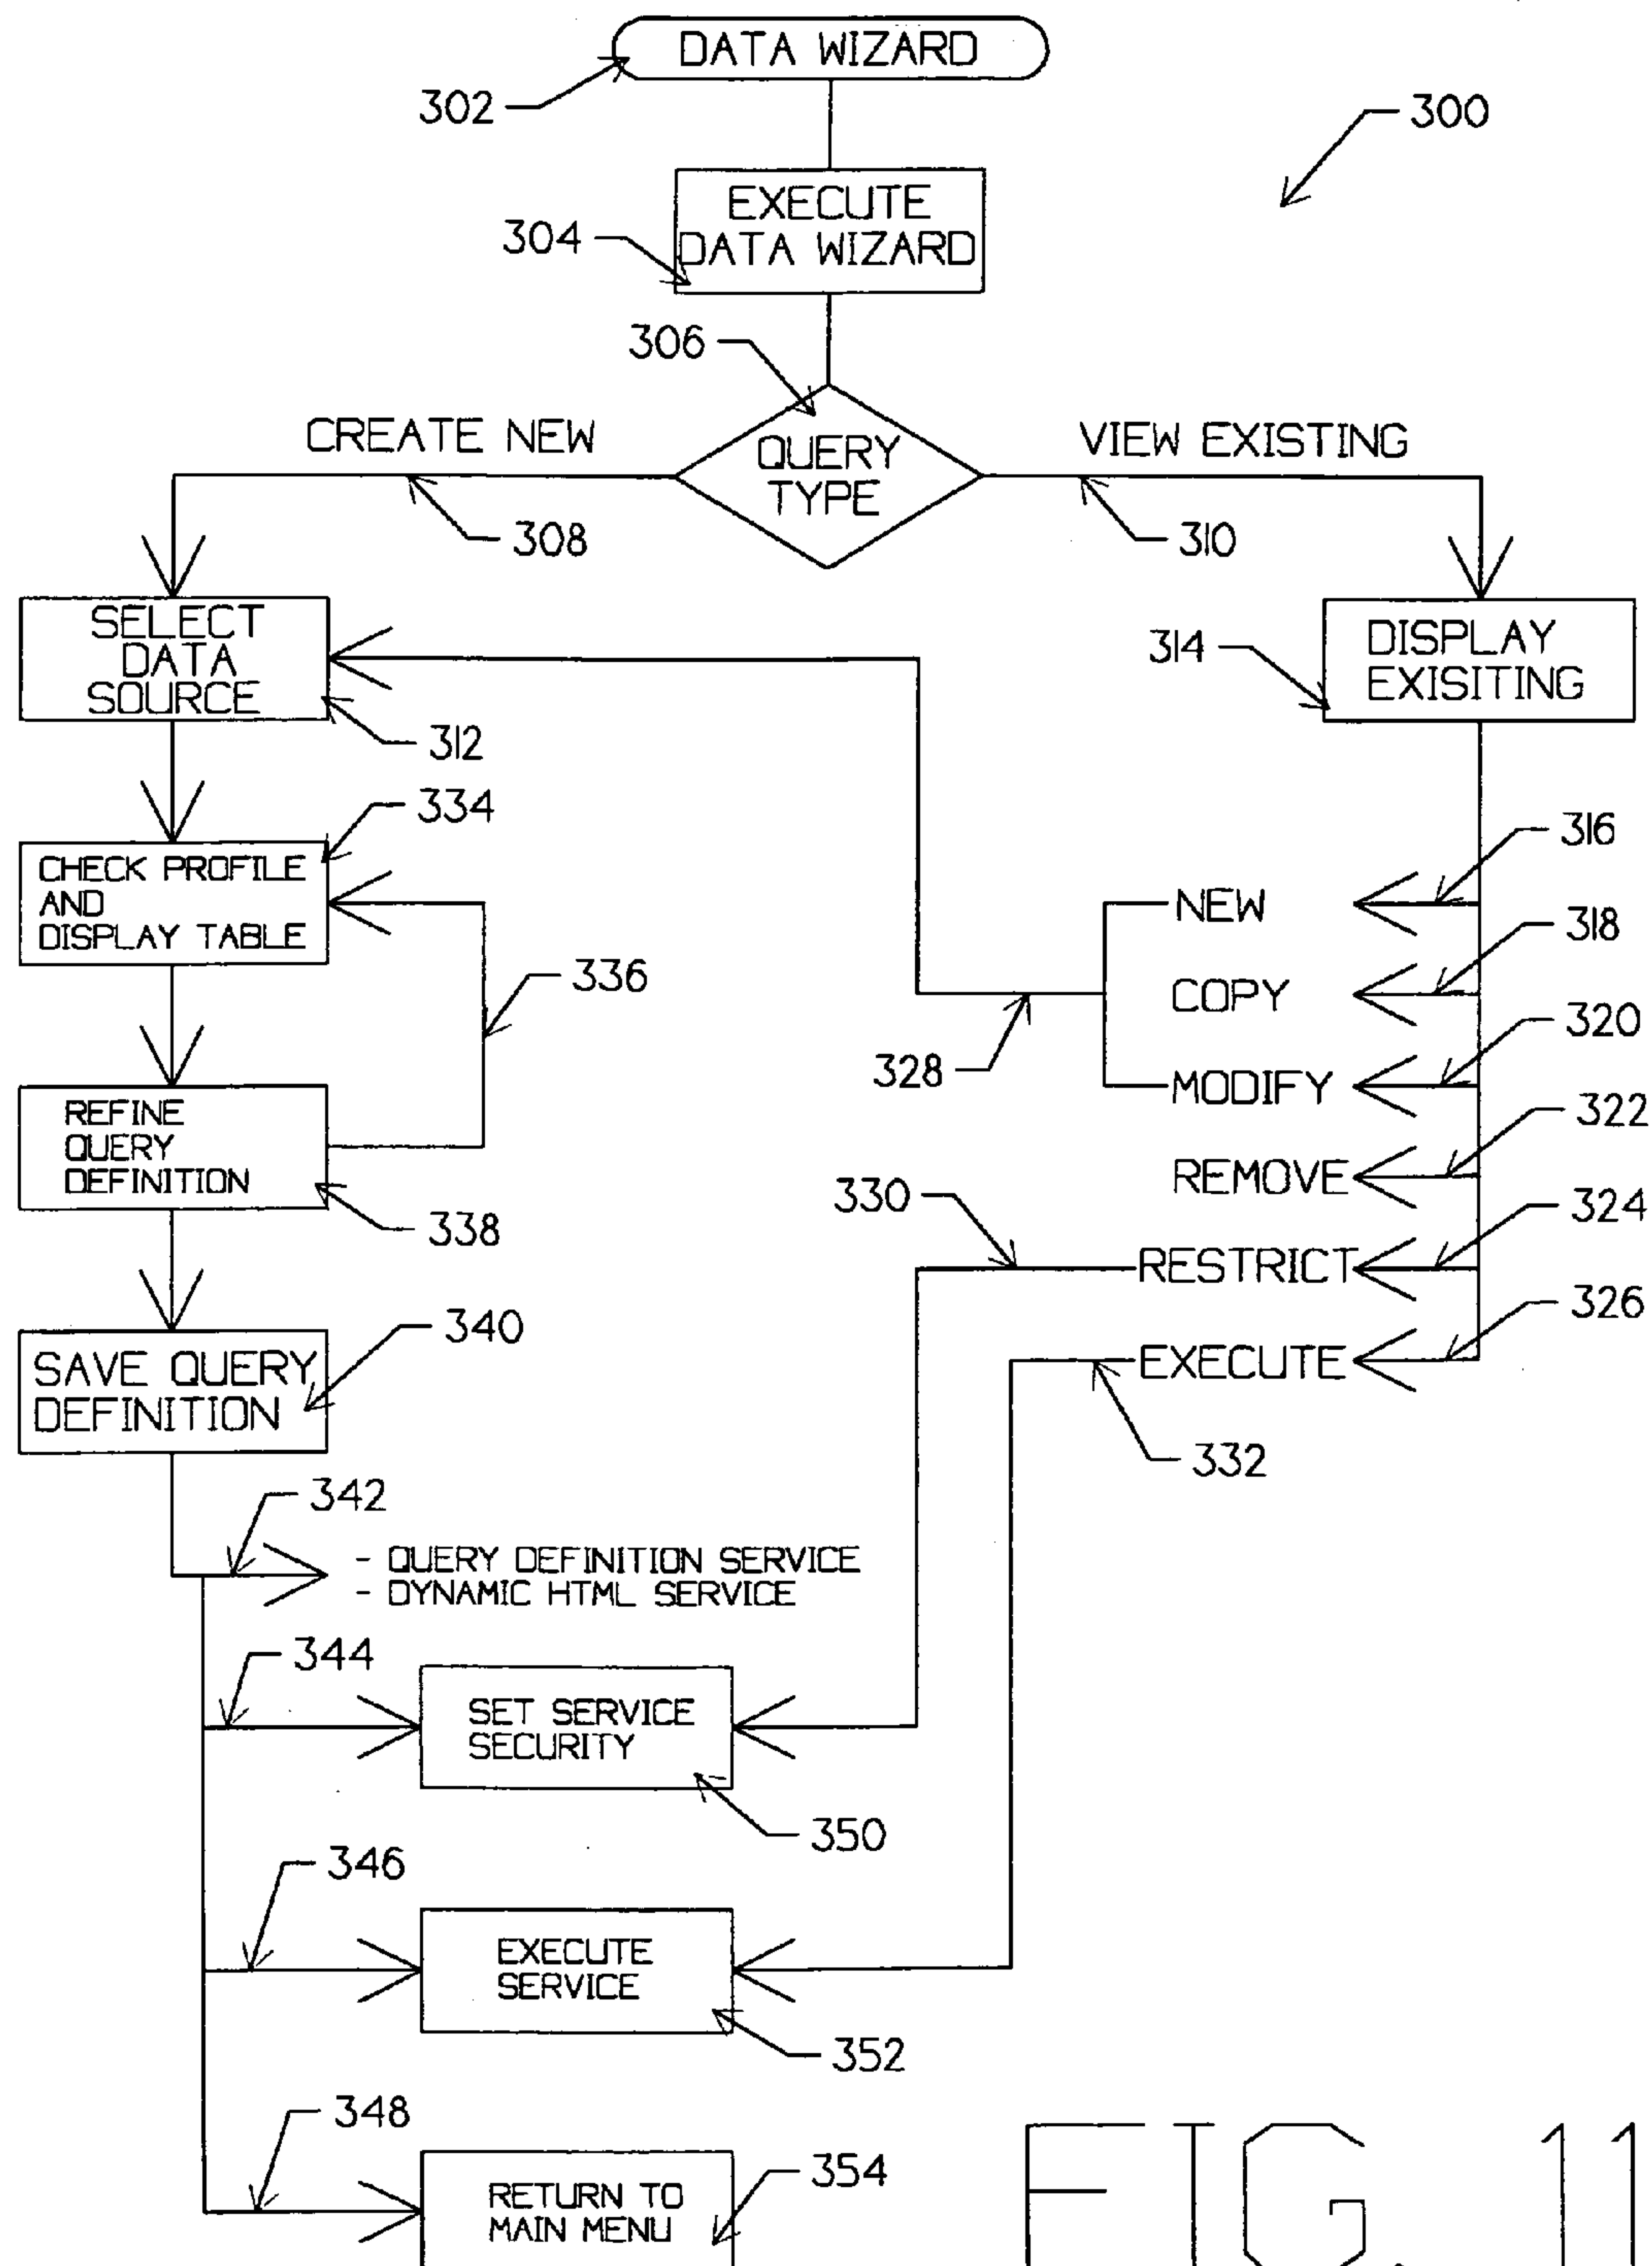 DATA WIZARD
302
300
EXECUTE
DATA WIZARD
304
306
CREATE NEW
QUERY
TYPE
VIEW EXISTING
308
310
SELECT
DATA
SOURCE
312
314
DISPLAY
EXISITING
334
CHECK PROFILE
AND
DISPLAY TABLE
336
316
NEW
318
COPY
320
328
MODIFY
322
REMOVE
REFINE
QUERY
DEFINITION
338
330
324
RESTRICT
326
EXECUTE
332
340
SAVE QUERY
DEFINITION
342
- QUERY DEFINITION SERVICE
- DYNAMIC HTML SERVICE
344
SET SERVICE
SECURITY
350
346
EXECUTE
SERVICE
352
348
RETURN TO
MAIN MENU
354
FIG. 11